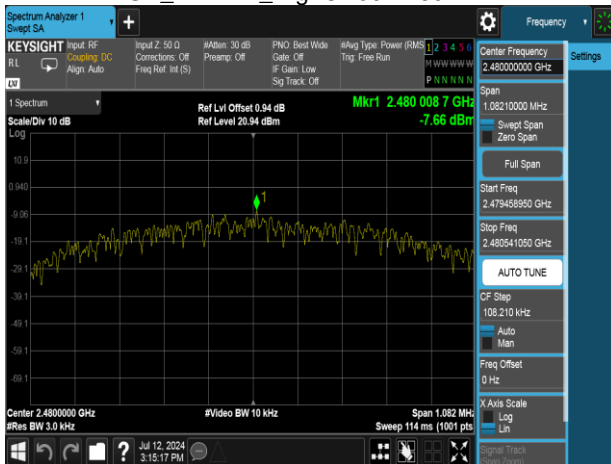 Spectrum Analyzer 1
Swept SA
Frequency
Settings
KEYSIGHT
RL
LXI
Input: RF
Coupling: DC
Align: Auto
Input Z: 50 Ω
Corrections: Off
Freq Ref: Int (S)
#Atten: 30 dB
Preamp: Off
PNO: Best Wide
Gate: Off
IF Gain: Low
Sig Track: Off
#Avg Type: Power (RMS
Trig: Free Run
1 2 3 4 5 6
M W W W W W
P N N N N N
1 Spectrum
Scale/Div 10 dB
Log
Ref Lvl Offset 0.94 dB
Ref Level 20.94 dBm
Mkr1 2.480 008 7 GHz
-7.66 dBm
10.9
0.940
-9.06
-19.1
-29.1
-39.1
-49.1
-59.1
-69.1
1
Center 2.4800000 GHz
#Res BW 3.0 kHz
#Video BW 10 kHz
Span 1.082 MHz
Sweep 114 ms (1001 pts
Center Frequency
2.480000000 GHz
Span
1.08210000 MHz
Swept Span
Zero Span
Full Span
Start Freq
2.479458950 GHz
Stop Freq
2.480541050 GHz
AUTO TUNE
CF Step
108.210 kHz
Auto
Man
Freq Offset
0 Hz
X Axis Scale
Log
Lin
Signal Track
(Span Zoom)
Jul 12, 2024
3:15:17 PM